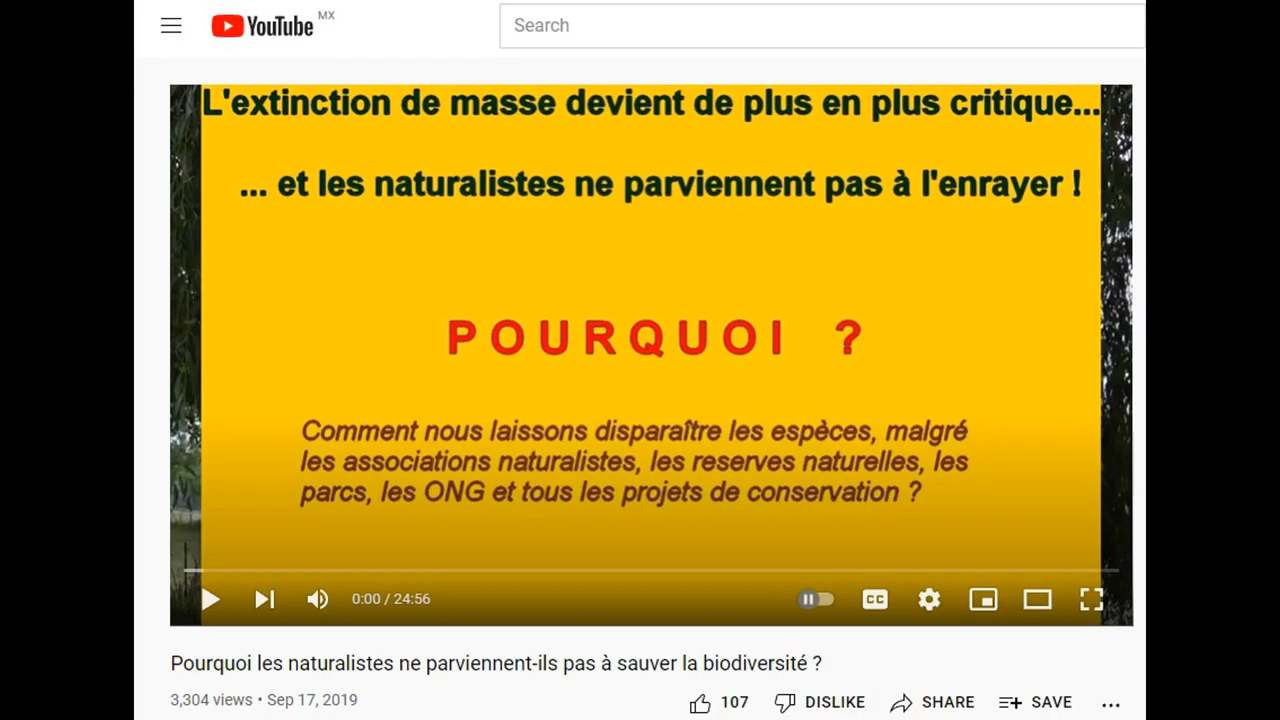 YouTube MX
Search
L'extinction de masse devient de plus en plus critique...
... et les naturalistes ne parviennent pas à l'enrayer !
POURQUOI ?
Comment nous laissons disparaître les espèces, malgré
les associations naturalistes, les reserves naturelles, les
parcs, les ONG et tous les projets de conservation ?
0:00 / 24:56
CC
Pourquoi les naturalistes ne parviennent-ils pas à sauver la biodiversité ?
3,304 views • Sep 17, 2019
107 DISLIKE SHARE SAVE ...